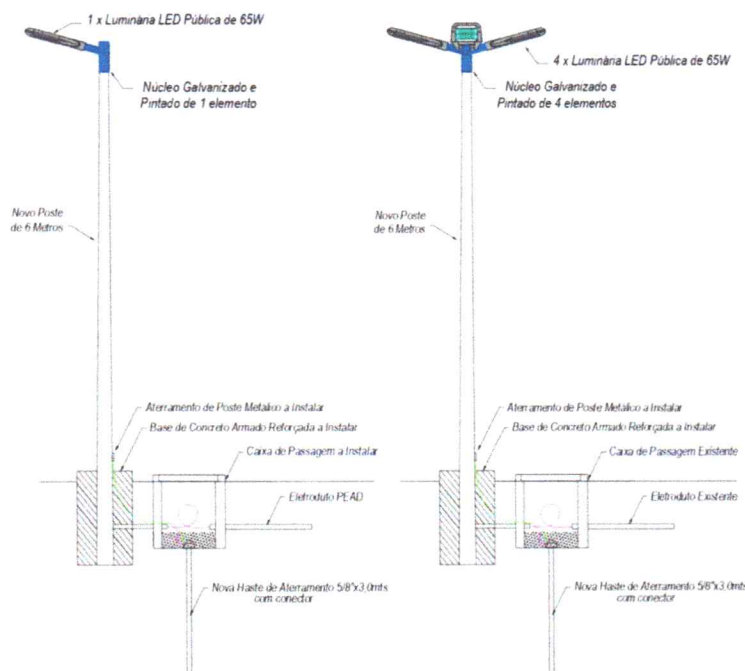 1 x Luminária LED Pública de 65W
Núcleo Galvanizado e
Pintado de 1 elemento
Novo Poste
de 6 Metros
Aterramento de Poste Metálico a Instalar
Base de Concreto Armado Reforçada a Instalar
Caixa de Passagem a Instalar
Eletroduto PEAD
Nova Haste de Aterramento 5/8"x3,0mts
com conector
4 x Luminária LED Pública de 65W
Núcleo Galvanizado e
Pintado de 4 elementos
Novo Poste
de 6 Metros
Aterramento de Poste Metálico a Instalar
Base de Concreto Armado Reforçada a Instalar
Caixa de Passagem Existente
Eletroduto Existente
Nova Haste de Aterramento 5/8"x3,0mts
com conector